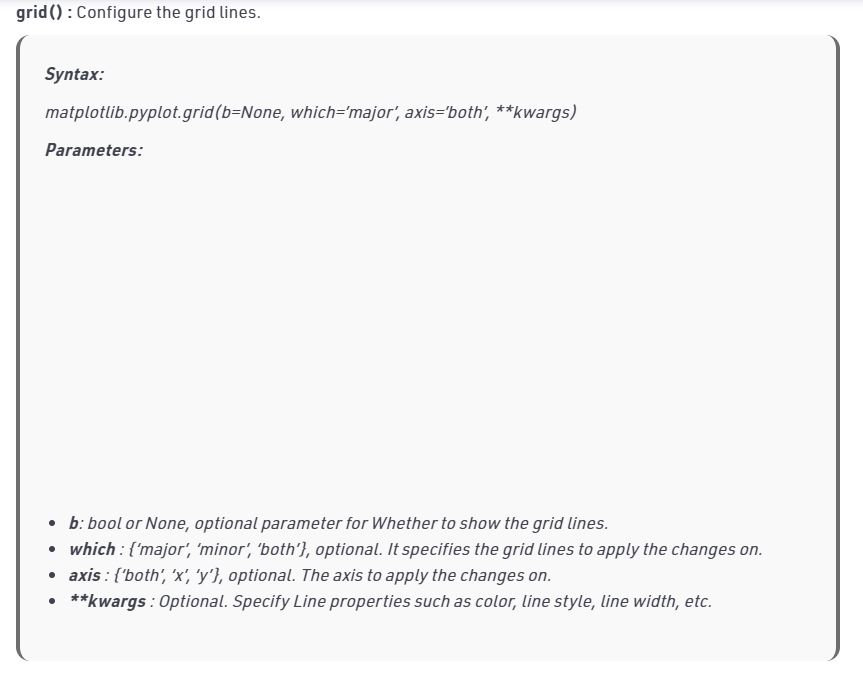 grid() : Configure the grid lines.
Syntax:
matplotlib.pyplot.grid(b=None, which=’major’, axis=’both’, **kwargs)
Parameters:
• b: bool or None, optional parameter for Whether to show the grid lines.
• which : {‘major’, ‘minor’, ‘both’}, optional. It specifies the grid lines to apply the changes on.
• axis : {‘both’, ‘x’, ‘y’}, optional. The axis to apply the changes on.
• **kwargs : Optional. Specify Line properties such as color, line style, line width, etc.